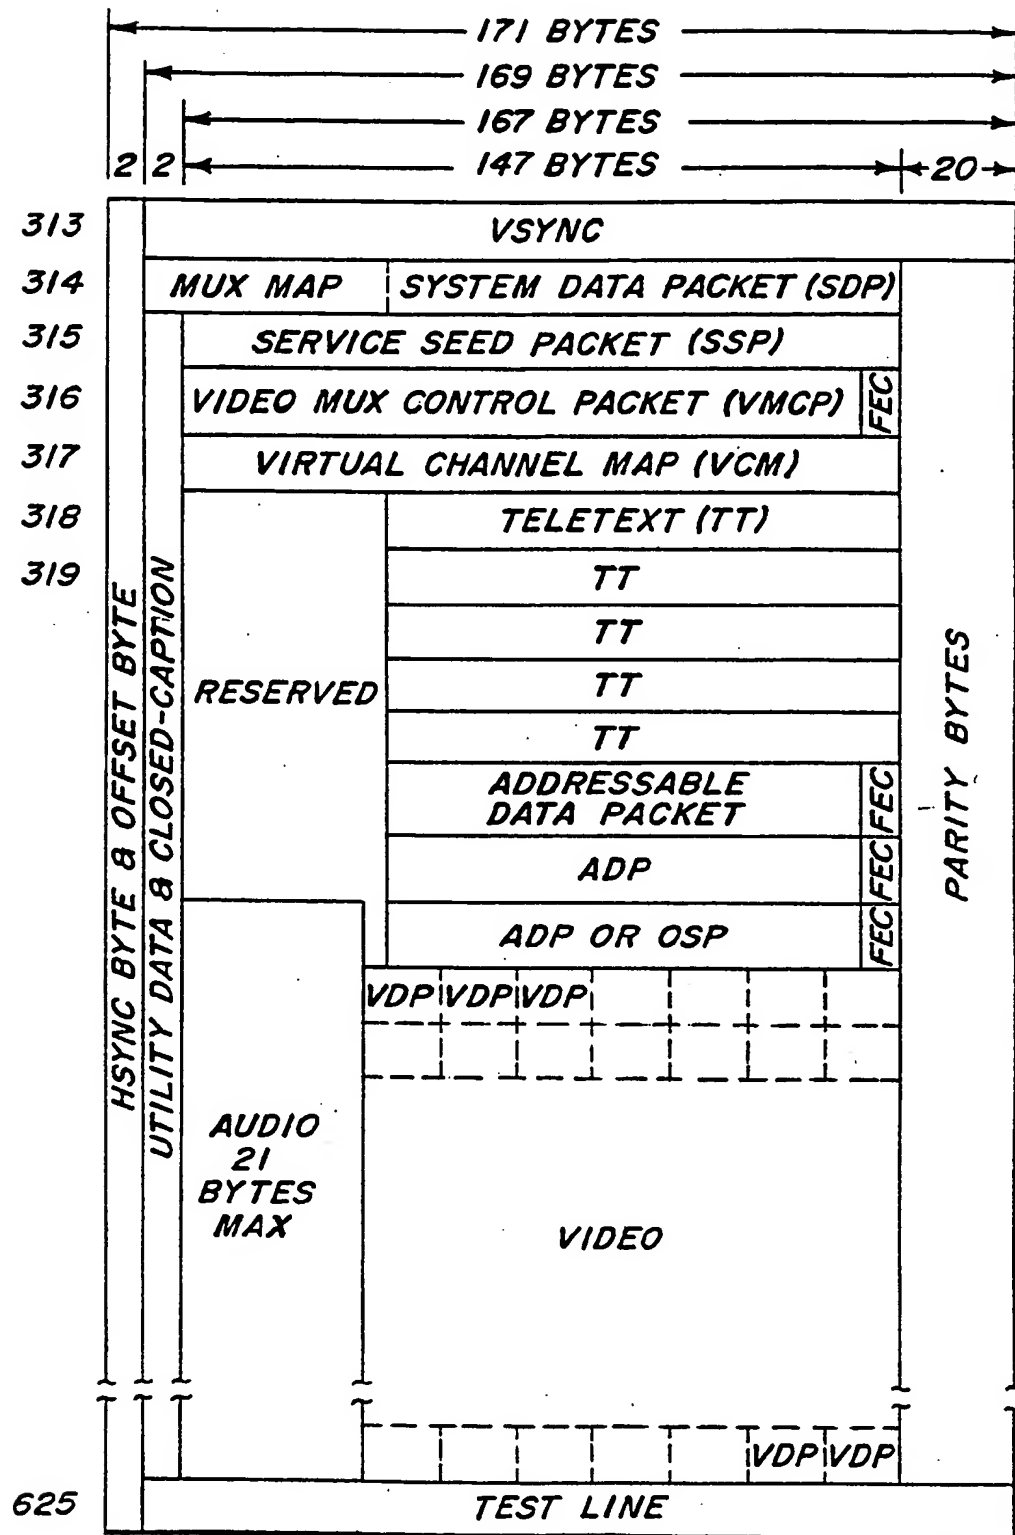 171 BYTES
169 BYTES
167 BYTES
2 2 147 BYTES 20
313 VSYNC
314 MUX MAP SYSTEM DATA PACKET (SDP)
315 SERVICE SEED PACKET (SSP)
316 VIDEO MUX CONTROL PACKET (VMCP) FEC
317 VIRTUAL CHANNEL MAP (VCM)
318 TELETEXT (TT)
319 TT
TT
TT
TT
RESERVED
ADDRESSABLE
DATA PACKET FEC
ADP FEC
ADP OR OSP FEC
HSYNC BYTE & OFFSET BYTE
UTILITY DATA & CLOSED-CAPTION
PARITY BYTES
VDP VDP VDP
AUDIO
21
BYTES
MAX
VIDEO
VDP VDP
625 TEST LINE